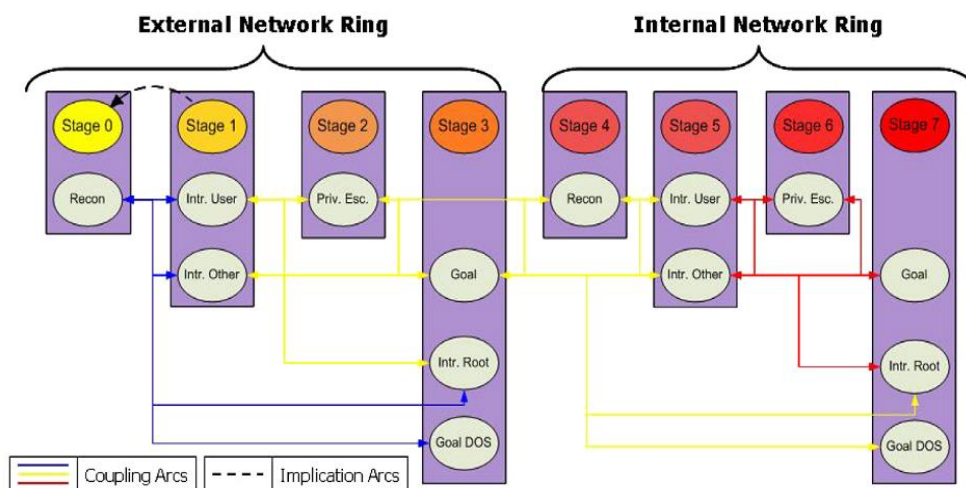 External Network Ring Internal Network Ring
Stage 0 Stage 1 Stage 2 Stage 3 Stage 4 Stage 5 Stage 6 Stage 7
Recon Intr. User Priv. Esc. Recon Intr. User Priv. Esc.
Intr. Other Goal Intr. Other Goal
Intr. Root Intr. Root
Goal DOS Goal DOS
Coupling Arcs Implication Arcs